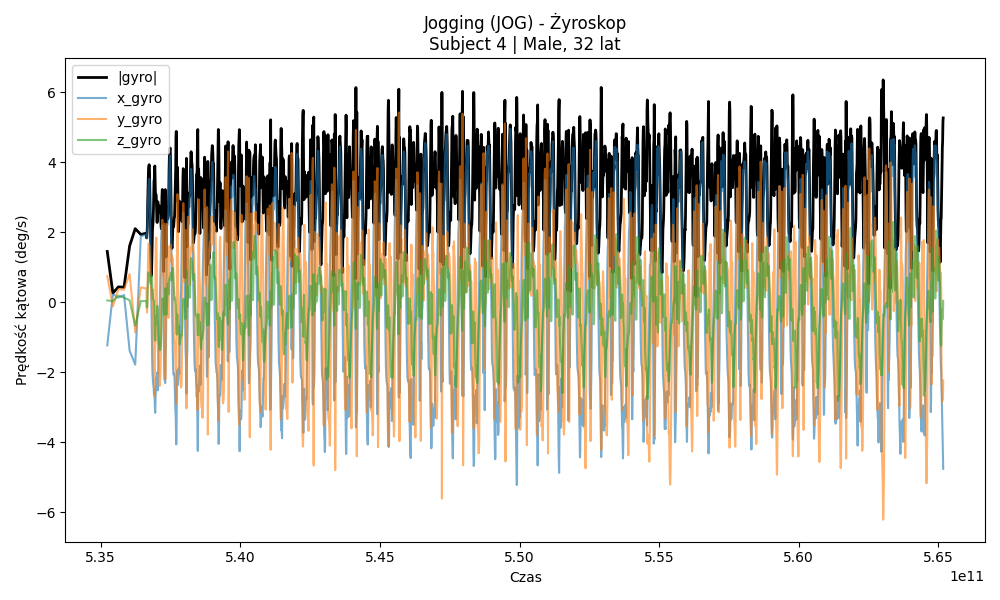 Jogging (JOG) - Żyroskop
Subject 4 | Male, 32 lat
|gyro|
x_gyro
y_gyro
z_gyro
Prędkość kątowa (deg/s)
6
4
2
0
−2
−4
−6
5.35
5.40
5.45
5.50
5.55
5.60
5.65
1e11
Czas